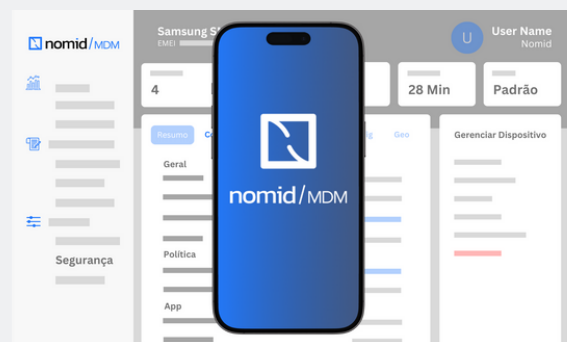 nomid/MDM
Samsung S
EMEI
U
User Name
Nomid
4
28 Min
Padrão
Resumo
Geo
Gerenciar Dispositivo
Geral
nomid/MDM
Política
Segurança
App